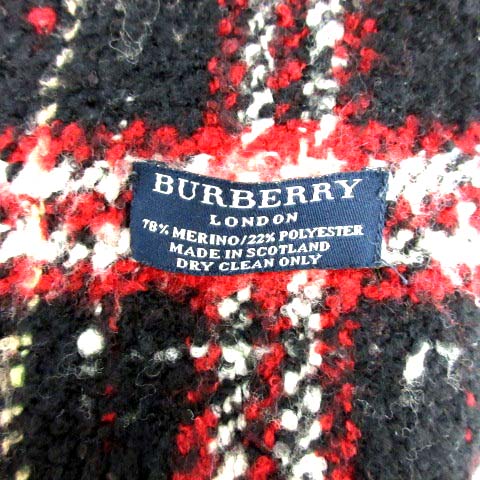 BURBERRY
LONDON
78% MERINO/22% POLYESTER
MADE IN SCOTLAND
DRY CLEAN ONLY